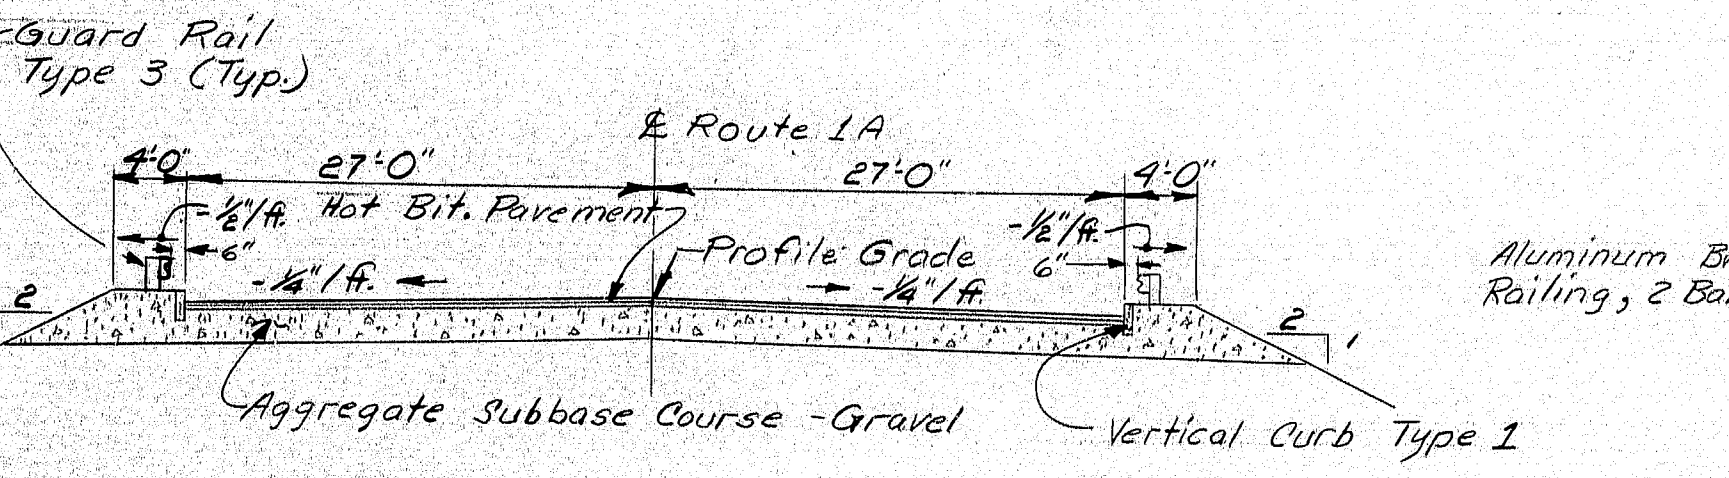 Guard Rail
Type 3 (Typ.)
℄ Route 1A
4'-0" 27'-0" 27'-0" 4'-0"
-1/2"/ft. Hot Bit. Pavement -1/2"/ft.
6" Profile Grade 6"
-1/4"/ft. -1/4"/ft.
Aluminum
Railing, 2
2 2 1
Aggregate Subbase Course - Gravel
Vertical Curb Type 1